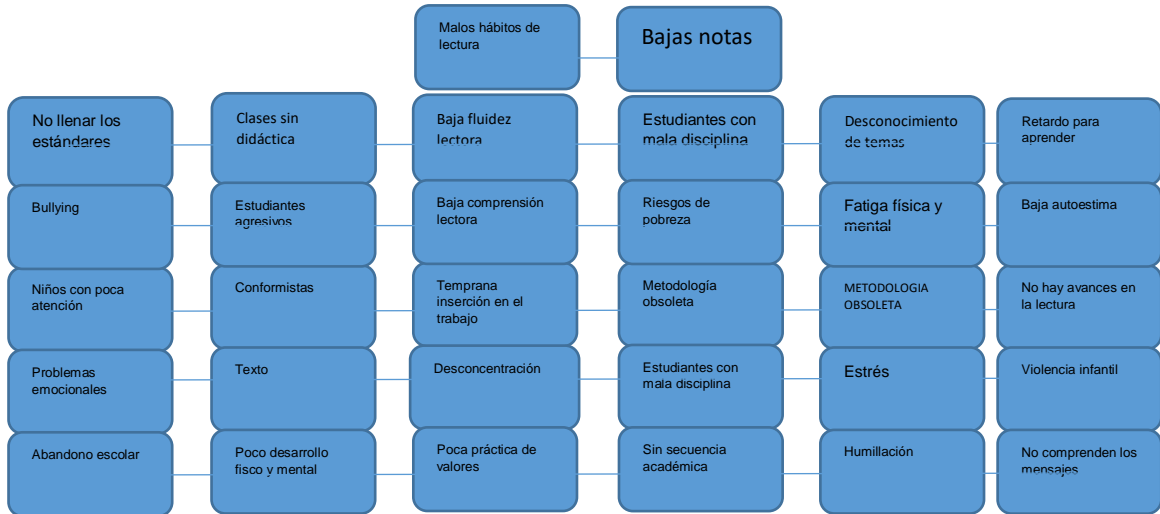 Malos hábitos de
lectura
Bajas notas
No llenar los
estándares
Clases sin
didáctica
Baja fluidez
lectora
Estudiantes con
mala disciplina
Desconocimiento
de temas
Retardo para
aprender
Bullying
Estudiantes
agresivos
Baja comprensión
lectora
Riesgos de
pobreza
Fatiga física y
mental
Baja autoestima
Niños con poca
atención
Conformistas
Temprana
inserción en el
trabajo
Metodología
obsoleta
METODOLOGIA
OBSOLETA
No hay avances en
la lectura
Problemas
emocionales
Texto
Desconcentración
Estudiantes con
mala disciplina
Estrés
Violencia infantil
Abandono escolar
Poco desarrollo
fisco y mental
Poca práctica de
valores
Sin secuencia
académica
Humillación
No comprenden los
mensajes